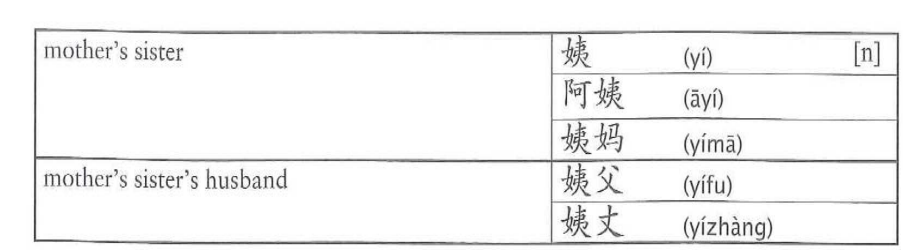 mother's sister 姨 (yí) [n]
阿姨 (āyí)
姨妈 (yímā)
mother's sister's husband 姨父 (yífu)
姨丈 (yízhàng)